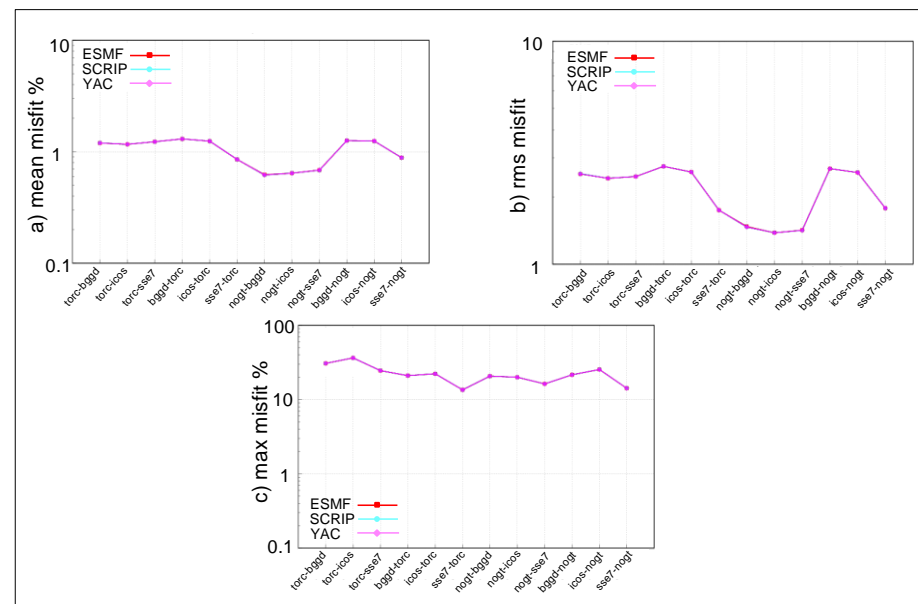 10
ESMF
SCRIP
YAC
1
0.1
a) mean misfit %
torc-bggd
torc-icos
torc-sse7
bggd-torc
icos-torc
sse7-torc
nogt-bggd
nogt-icos
nogt-sse7
bggd-nogt
icos-nogt
sse7-nogt
10
ESMF
SCRIP
YAC
1
b) rms misfit
torc-bggd
torc-icos
torc-sse7
bggd-torc
icos-torc
sse7-torc
nogt-bggd
nogt-icos
nogt-sse7
bggd-nogt
icos-nogt
sse7-nogt
100
10
1
0.1
c) max misfit %
ESMF
SCRIP
YAC
torc-bggd
torc-icos
torc-sse7
bggd-torc
icos-torc
sse7-torc
nogt-bggd
nogt-icos
nogt-sse7
bggd-nogt
icos-nogt
sse7-nogt